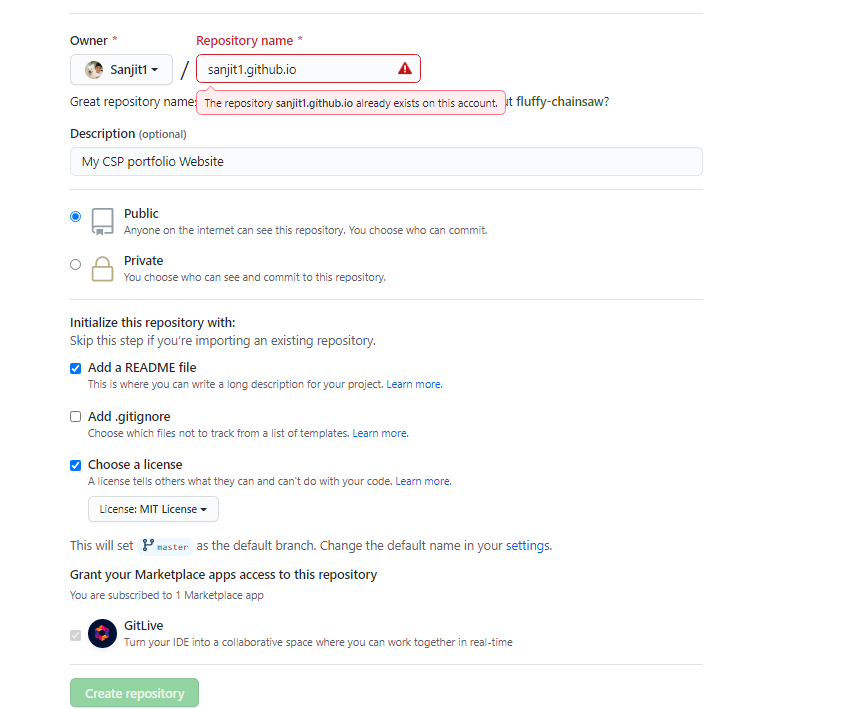 Owner * Repository name *
Sanjit1 / sanjit1.github.io
Great repository names t fluffy-chainsaw?
The repository sanjit1.github.io already exists on this account.
Description (optional)
My CSP portfolio Website
Public
Anyone on the internet can see this repository. You choose who can commit.
Private
You choose who can see and commit to this repository.
Initialize this repository with:
Skip this step if you're importing an existing repository.
Add a README file
This is where you can write a long description for your project. Learn more.
Add .gitignore
Choose which files not to track from a list of templates. Learn more.
Choose a license
A license tells others what they can and can't do with your code. Learn more.
License: MIT License
This will set master as the default branch. Change the default name in your settings.
Grant your Marketplace apps access to this repository
You are subscribed to 1 Marketplace app
GitLive
Turn your IDE into a collaborative space where you can work together in real-time
Create repository